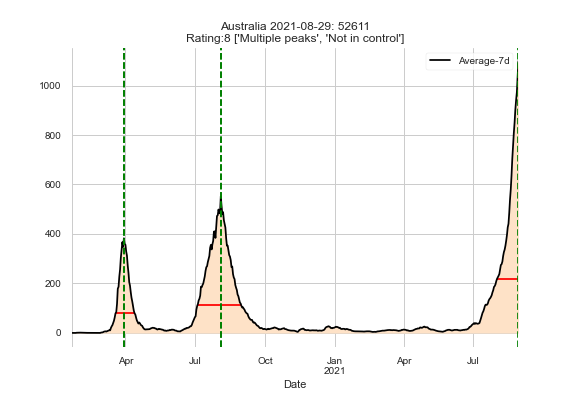 Australia 2021-08-29: 52611
Rating:8 ['Multiple peaks', 'Not in control']
Average-7d
1000
800
600
400
200
0
Apr
Jul
Oct
Jan
2021
Apr
Jul
Date